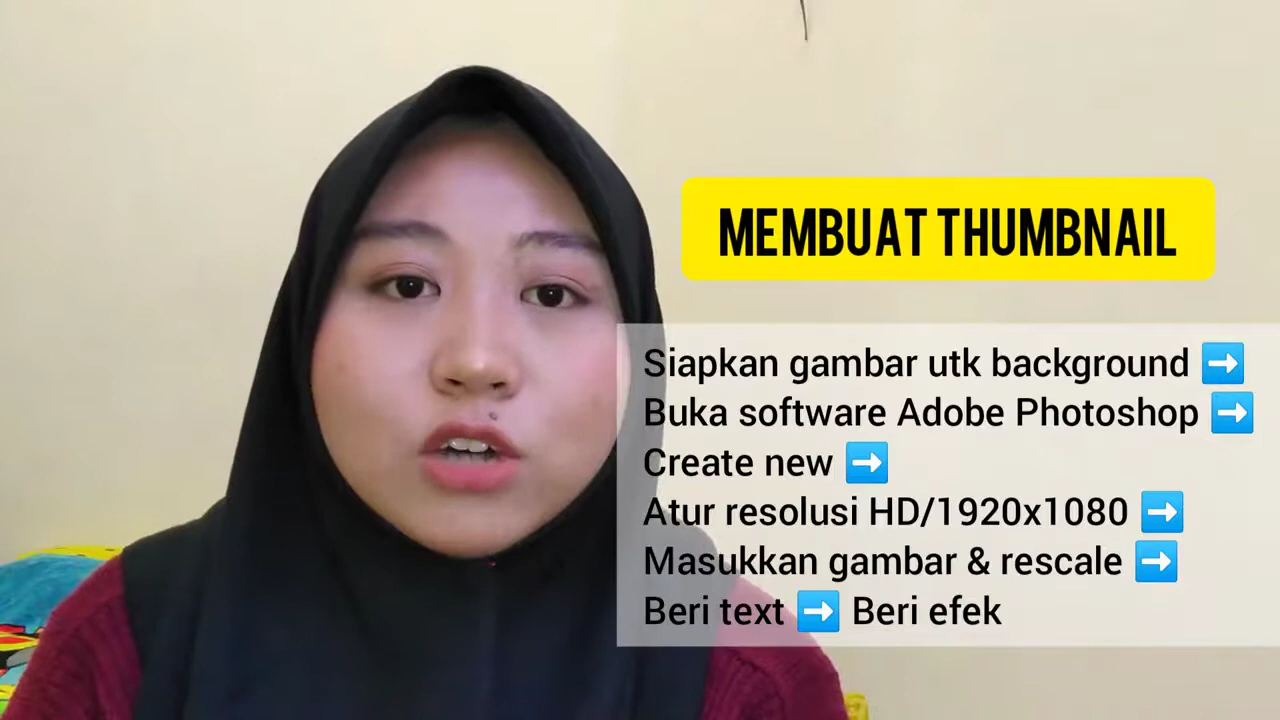 MEMBUAT THUMBNAIL
Siapkan gambar utk background ➡️
Buka software Adobe Photoshop ➡️
Create new ➡️
Atur resolusi HD/1920x1080 ➡️
Masukkan gambar & rescale ➡️
Beri text ➡️ Beri efek